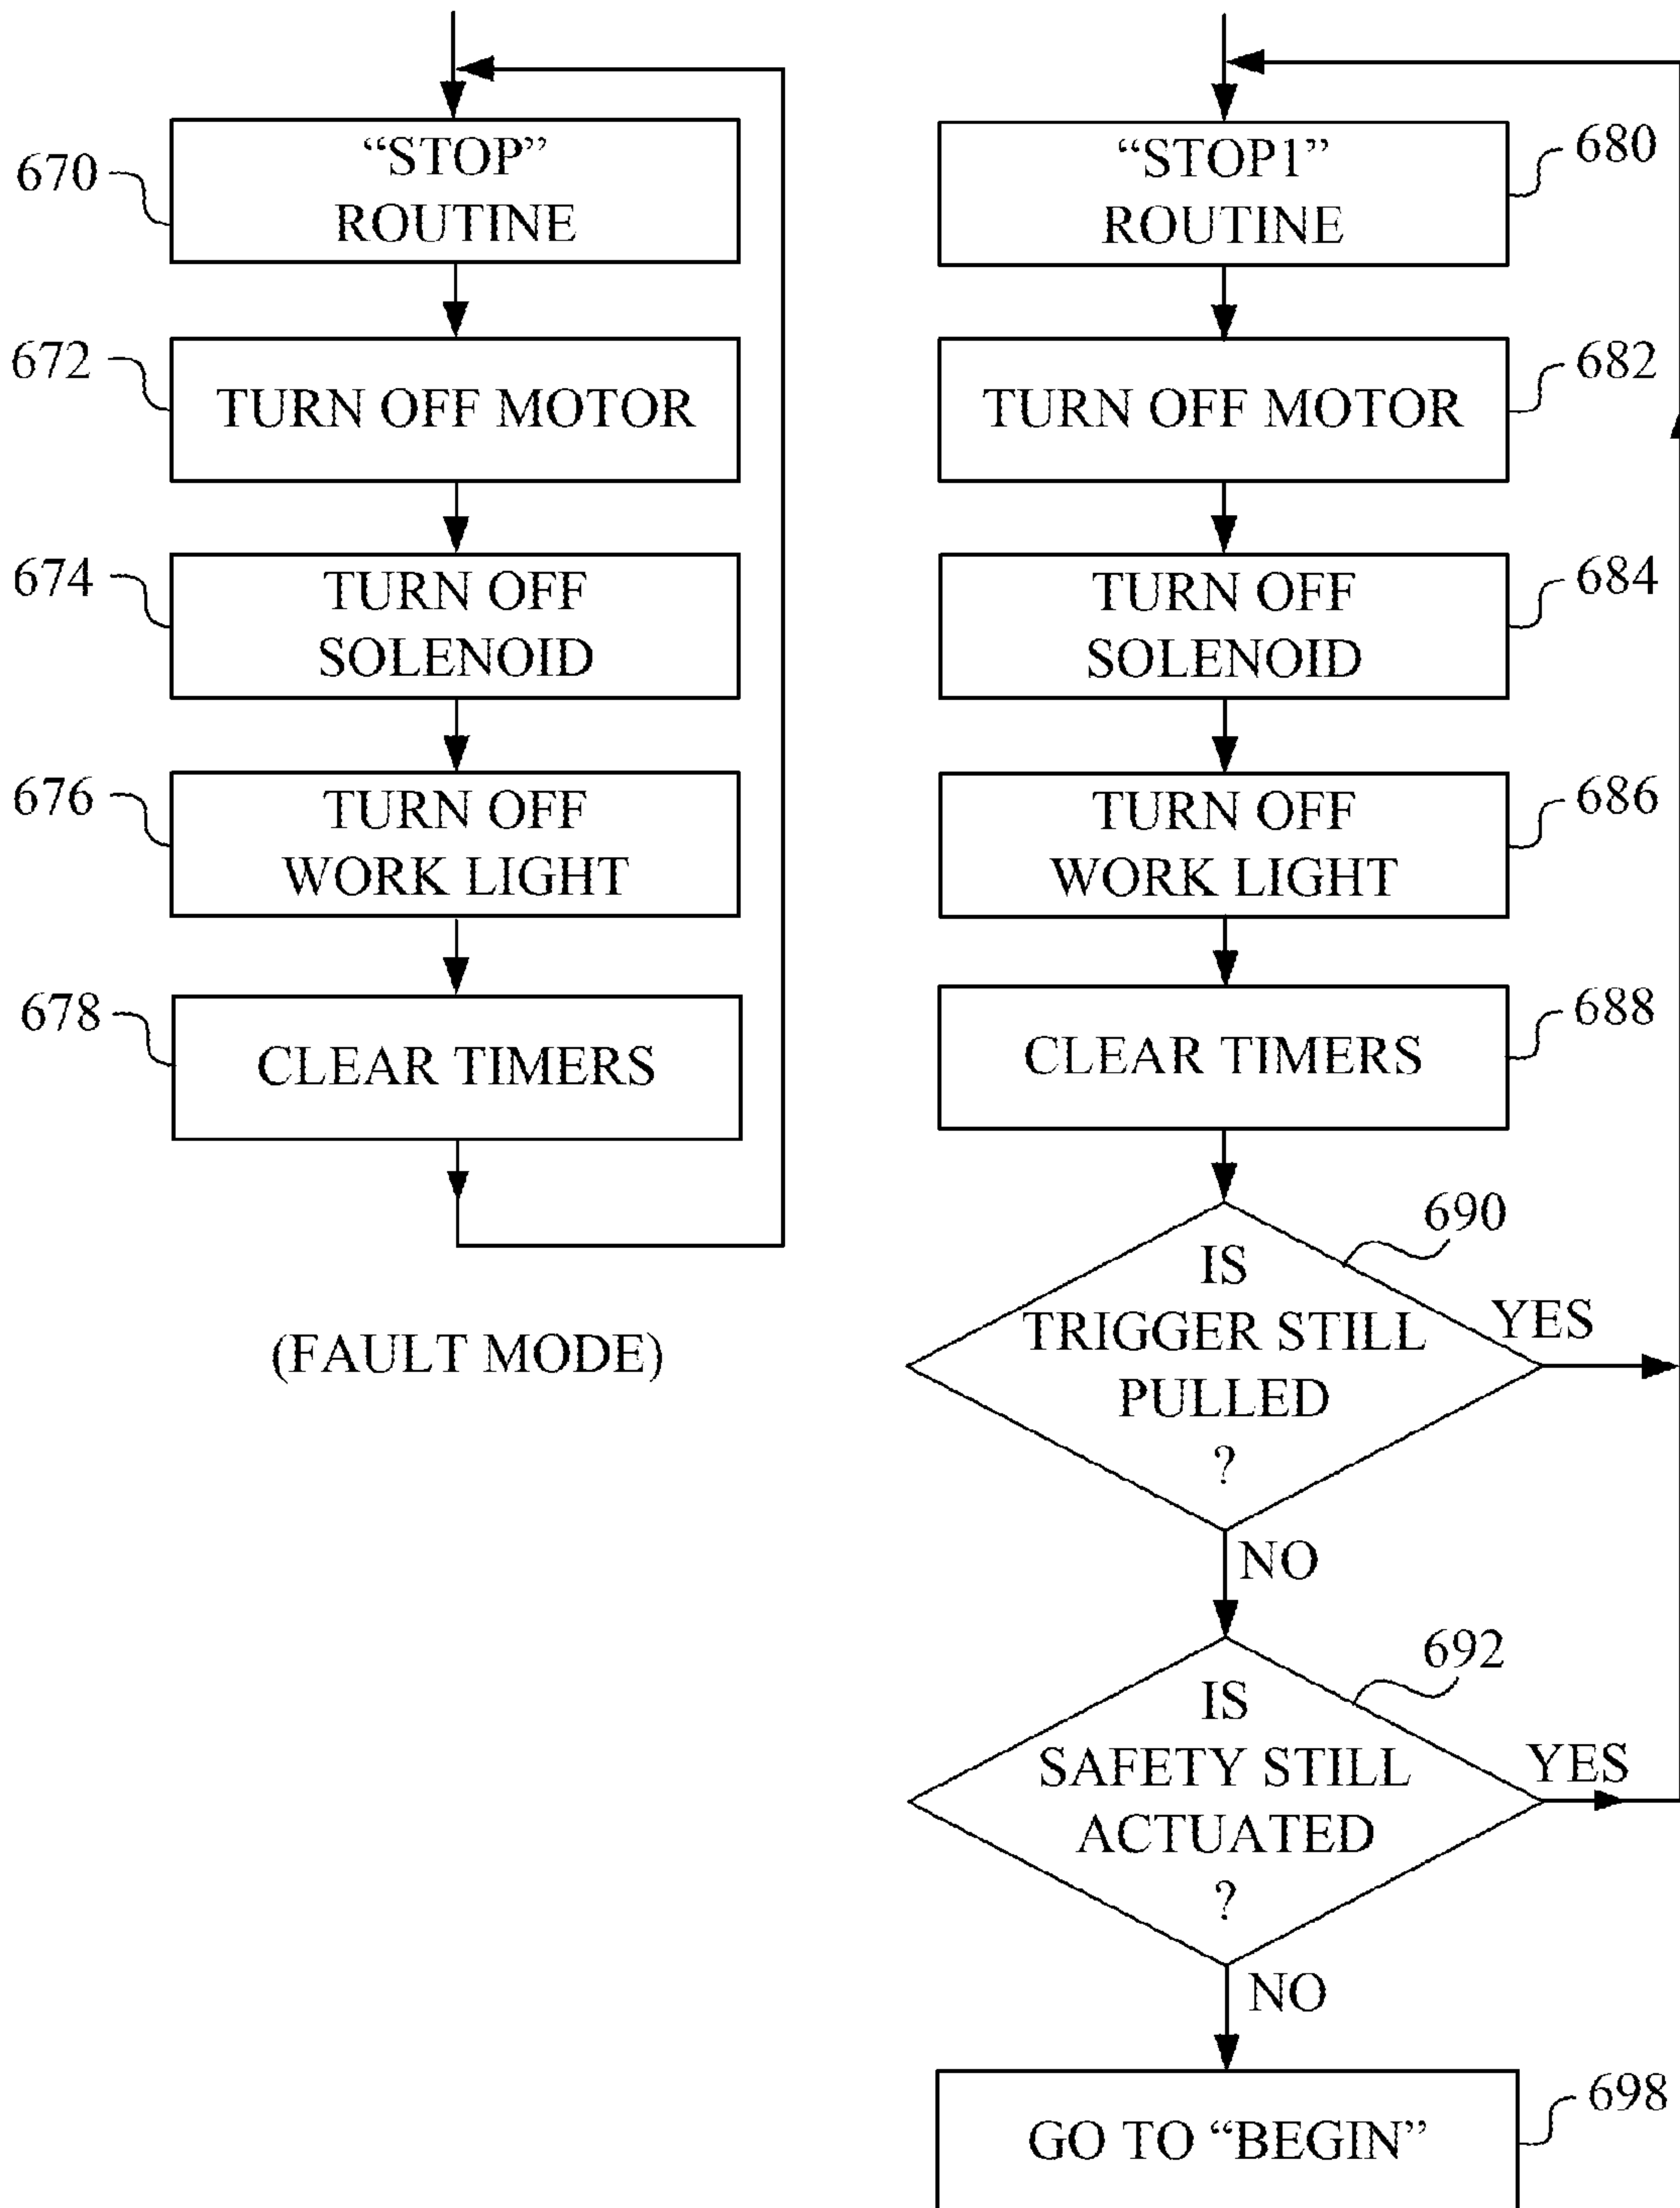 670
“STOP”
ROUTINE
672
TURN OFF MOTOR
674
TURN OFF
SOLENOID
676
TURN OFF
WORK LIGHT
678
CLEAR TIMERS
(FAULT MODE)
“STOP1”
ROUTINE
680
TURN OFF MOTOR
682
TURN OFF
SOLENOID
684
TURN OFF
WORK LIGHT
686
CLEAR TIMERS
688
690
IS
TRIGGER STILL
PULLED
?
YES
NO
692
IS
SAFETY STILL
ACTUATED
?
YES
NO
GO TO “BEGIN”
698